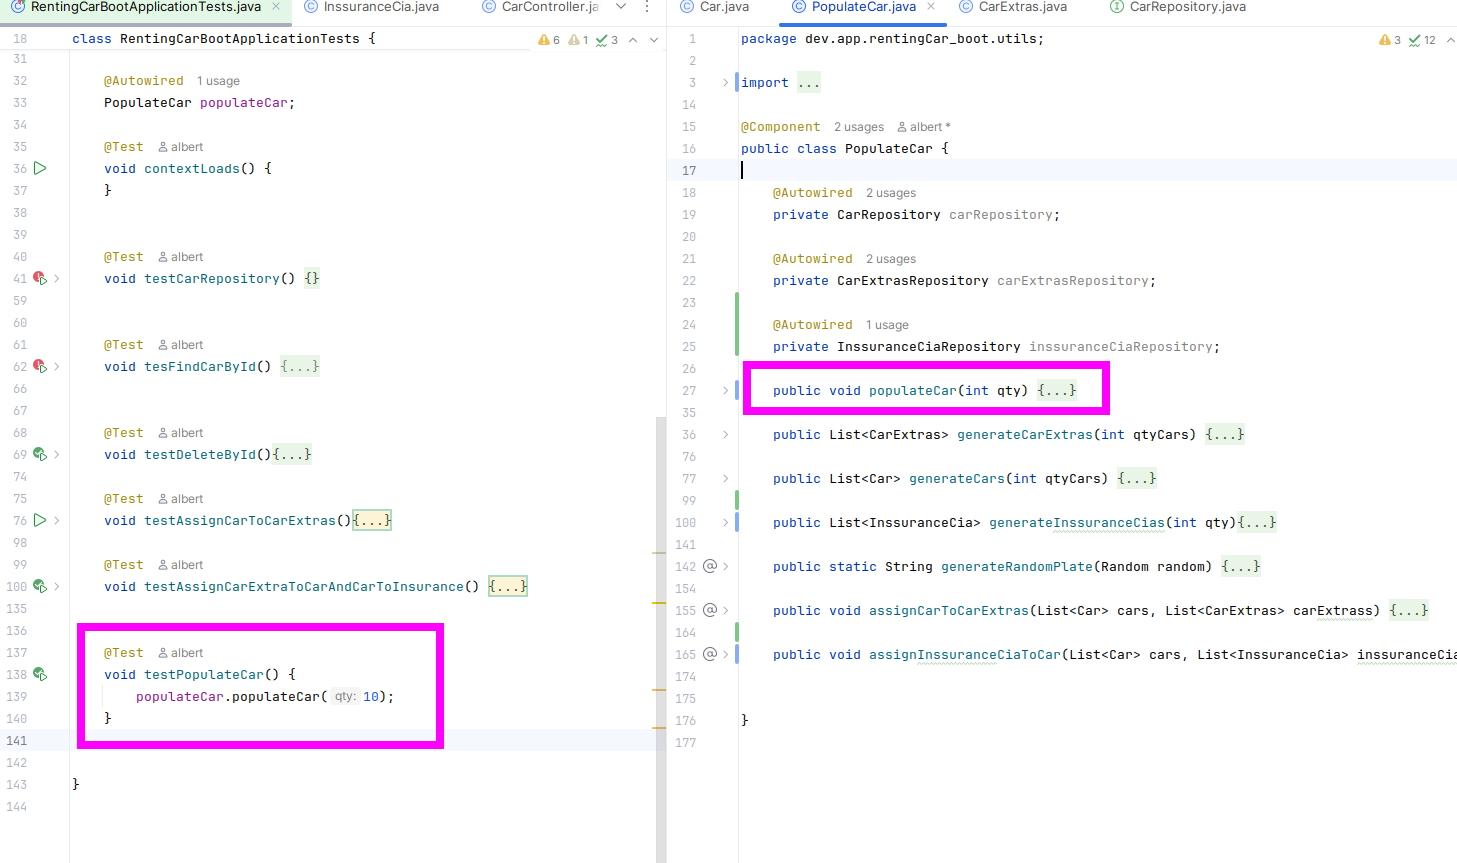 RentingCarBootApplicationTests.java
InssuranceCia.java
CarController.ja
18 class RentingCarBootApplicationTests { 6 1 3
31
32 @Autowired 1 usage
33 PopulateCar populateCar;
34
35 @Test albert
36 void contextLoads() {
37 }
38
39
40 @Test albert
41 void testCarRepository() {}
59
60
61 @Test albert
62 void tesFindCarById() {...}
66
67
68 @Test albert
69 void testDeleteById(){...}
74
75 @Test albert
76 void testAssignCarToCarExtras(){...}
98
99 @Test albert
100 void testAssignCarExtraToCarAndCarToInsurance() {...}
135
136
137 @Test albert
138 void testPopulateCar() {
139 populateCar.populateCar( qty: 10);
140 }
141
142
143 }
144
Car.java
PopulateCar.java
CarExtras.java
CarRepository.java
1 package dev.app.rentingCar_boot.utils; 3 12
2
3 import ...
14
15 @Component 2 usages albert *
16 public class PopulateCar {
17
18 @Autowired 2 usages
19 private CarRepository carRepository;
20
21 @Autowired 2 usages
22 private CarExtrasRepository carExtrasRepository;
23
24 @Autowired 1 usage
25 private InssuranceCiaRepository inssuranceCiaRepository;
26
27 public void populateCar(int qty) {...}
35
36 public List<CarExtras> generateCarExtras(int qtyCars) {...}
76
77 public List<Car> generateCars(int qtyCars) {...}
99
100 public List<InssuranceCia> generateInssuranceCias(int qty){...}
141
142 @ public static String generateRandomPlate(Random random) {...}
154
155 @ public void assignCarToCarExtras(List<Car> cars, List<CarExtras> carExtrass) {...}
164
165 @ public void assignInssuranceCiaToCar(List<Car> cars, List<InssuranceCia> inssuranceCia
174
175
176 }
177